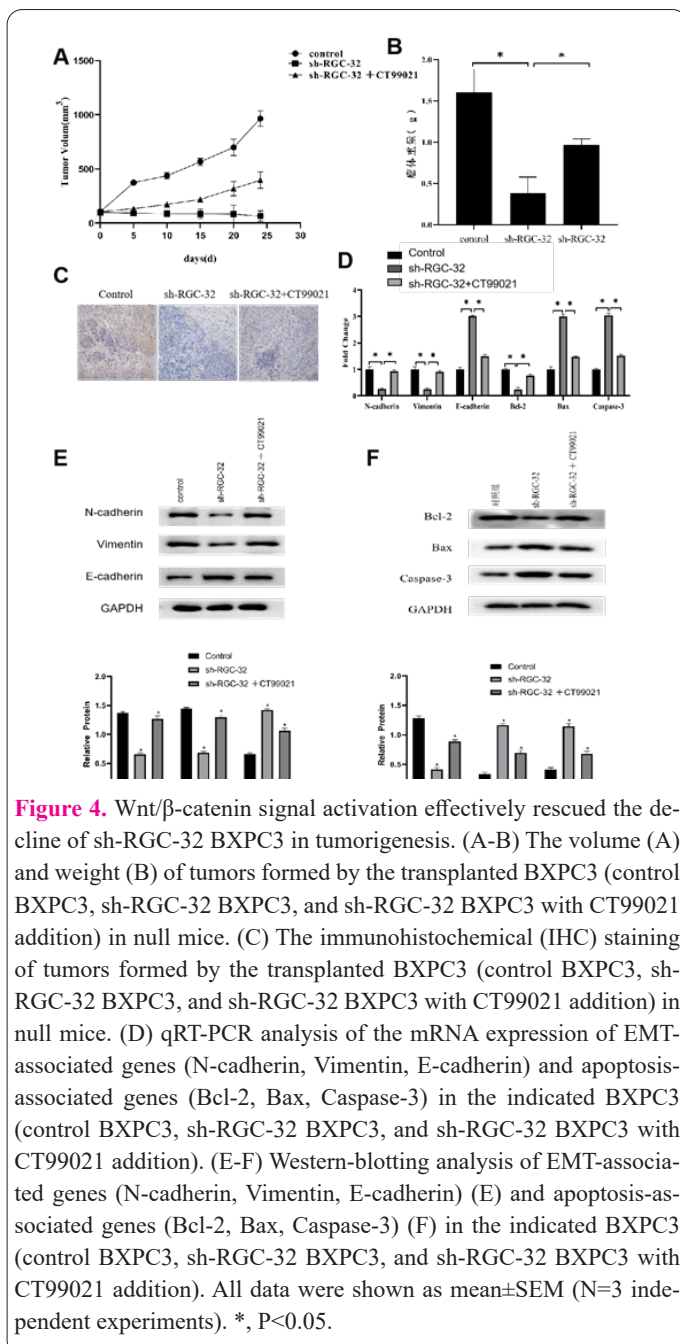 A
control
sh-RGC-32
sh-RGC-32 +CT99021
Tumor Volum(mm³)
1500
1000
500
0
0 5 10 15 20 25 30
days(d)
B
* *
瘤体重量( g )
2.0
1.5
1.0
0.5
0.0
control sh-RGC-32 sh-RGC-32
C
Control sh-RGC-32 sh-RGC-32+CT99021
D
Control
sh-RGC-32
sh-RGC-32+CT99021
Fold Change
4
3
2
1
0
* * * * * * * * * * * *
N-cadherin Vimentin E-cadherin Bcl-2 Bax Caspase-3
E
control
sh-RGC-32
sh-RGC-32 + CT99021
N-cadherin
Vimentin
E-cadherin
GAPDH
Control
sh-RGC-32
sh-RGC-32 +CT99021
Relative Protein
1.5
1.0
0.5
* * * * * *
F
对照组
sh-RGC-32
sh-RGC-32 + CT99021
Bcl-2
Bax
Caspase-3
GAPDH
Control
sh-RGC-32
sh-RGC-32 +CT99021
Relative Protein
1.5
1.0
0.5
* * * * * *
Figure 4. Wnt/β-catenin signal activation effectively rescued the de-
cline of sh-RGC-32 BXPC3 in tumorigenesis. (A-B) The volume (A)
and weight (B) of tumors formed by the transplanted BXPC3 (control
BXPC3, sh-RGC-32 BXPC3, and sh-RGC-32 BXPC3 with CT99021
addition) in null mice. (C) The immunohistochemical (IHC) staining
of tumors formed by the transplanted BXPC3 (control BXPC3, sh-
RGC-32 BXPC3, and sh-RGC-32 BXPC3 with CT99021 addition) in
null mice. (D) qRT-PCR analysis of the mRNA expression of EMT-
associated genes (N-cadherin, Vimentin, E-cadherin) and apoptosis-
associated genes (Bcl-2, Bax, Caspase-3) in the indicated BXPC3
(control BXPC3, sh-RGC-32 BXPC3, and sh-RGC-32 BXPC3 with
CT99021 addition). (E-F) Western-blotting analysis of EMT-associa-
ted genes (N-cadherin, Vimentin, E-cadherin) (E) and apoptosis-as-
sociated genes (Bcl-2, Bax, Caspase-3) (F) in the indicated BXPC3
(control BXPC3, sh-RGC-32 BXPC3, and sh-RGC-32 BXPC3 with
CT99021 addition). All data were shown as mean±SEM (N=3 inde-
pendent experiments). *, P<0.05.